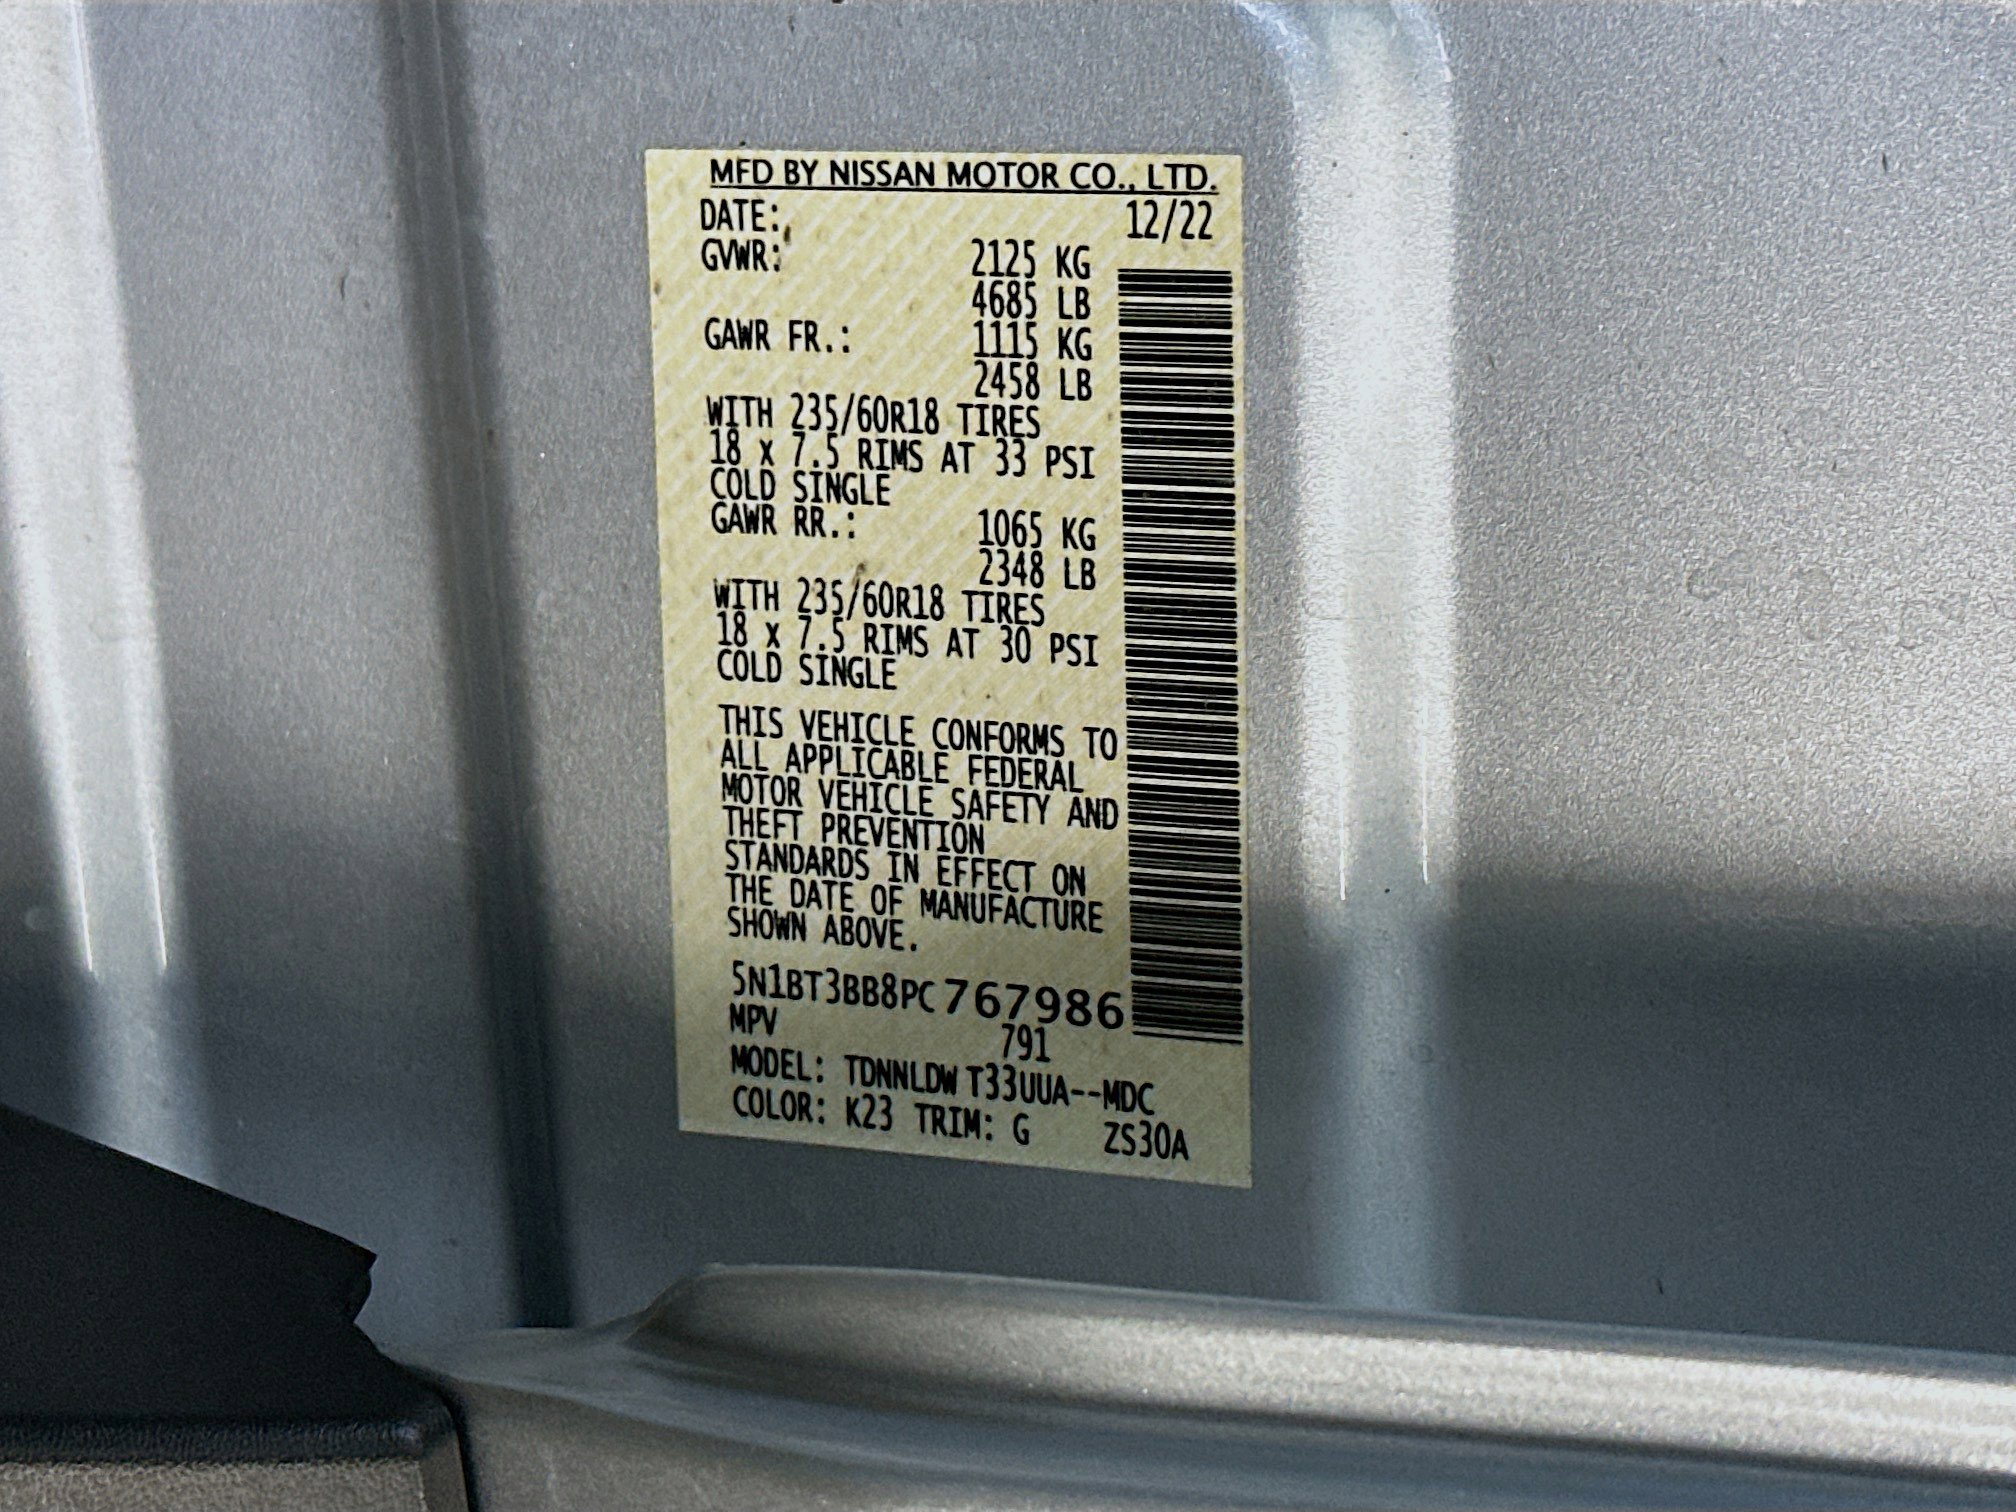 MFD BY NISSAN MOTOR CO., LTD.
DATE: 12/22
GVWR: 2125 KG
4685 LB
GAWR FR.: 1115 KG
2458 LB
WITH 235/60R18 TIRES
18 x 7.5 RIMS AT 33 PSI
COLD SINGLE
GAWR RR.: 1065 KG
2348 LB
WITH 235/60R18 TIRES
18 x 7.5 RIMS AT 30 PSI
COLD SINGLE
THIS VEHICLE CONFORMS TO
ALL APPLICABLE FEDERAL
MOTOR VEHICLE SAFETY AND
THEFT PREVENTION
STANDARDS IN EFFECT ON
THE DATE OF MANUFACTURE
SHOWN ABOVE.
5N1BT3BB8PC767986
MPV 791
MODEL: TDNNLDW T33UUA--MDC
COLOR: K23 TRIM: G ZS30A